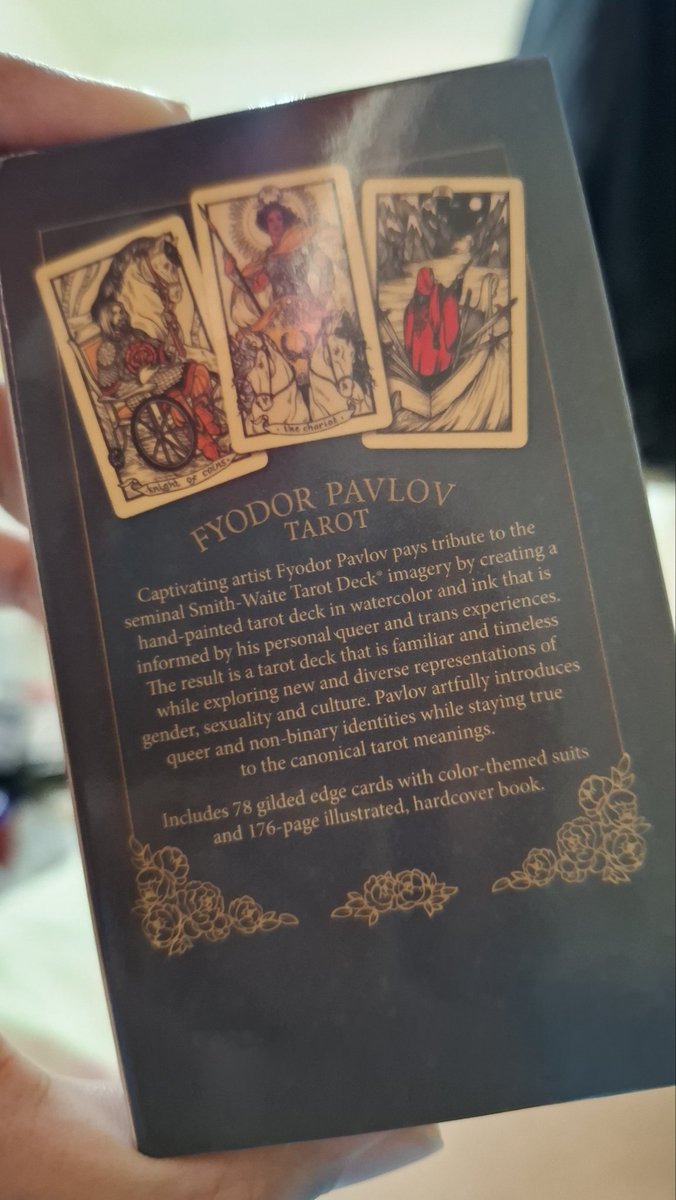 knight of coins
the chariot
FYODOR PAVLOV
TAROT
Captivating artist Fyodor Pavlov pays tribute to the
seminal Smith-Waite Tarot Deck® imagery by creating a
hand-painted tarot deck in watercolor and ink that is
informed by his personal queer and trans experiences.
The result is a tarot deck that is familiar and timeless
while exploring new and diverse representations of
gender, sexuality and culture. Pavlov artfully introduces
queer and non-binary identities while staying true
to the canonical tarot meanings.
Includes 78 gilded edge cards with color-themed suits
and 176-page illustrated, hardcover book.